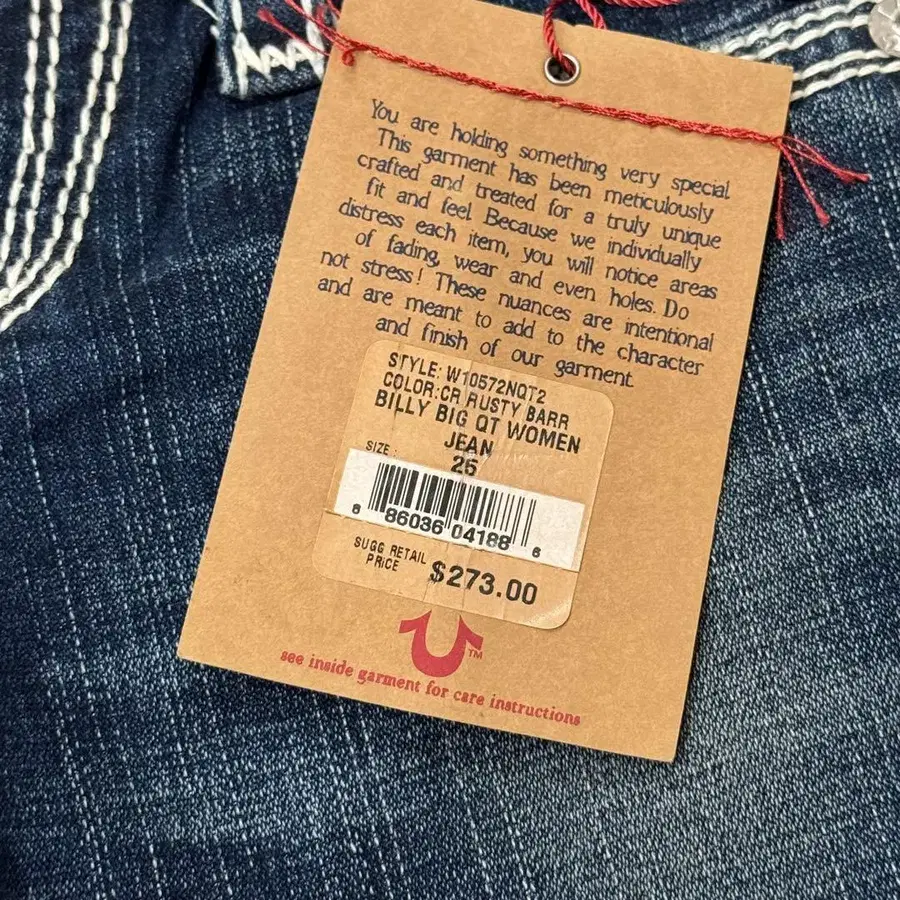 You are holding something very special.
This garment has been meticulously
crafted and treated for a truly unique
fit and feel. Because we individually
distress each item, you will notice areas
of fading, wear and even holes. Do
not stress! These nuances are intentional
and are meant to add to the character
and finish of our garment.
STYLE: W10572NQT2
COLOR:CR RUSTY BARR
BILLY BIG QT WOMEN
JEAN
SIZE: 26
8 86036 04188 6
SUGG RETAIL
PRICE $273.00
TM
see inside garment for care instructions